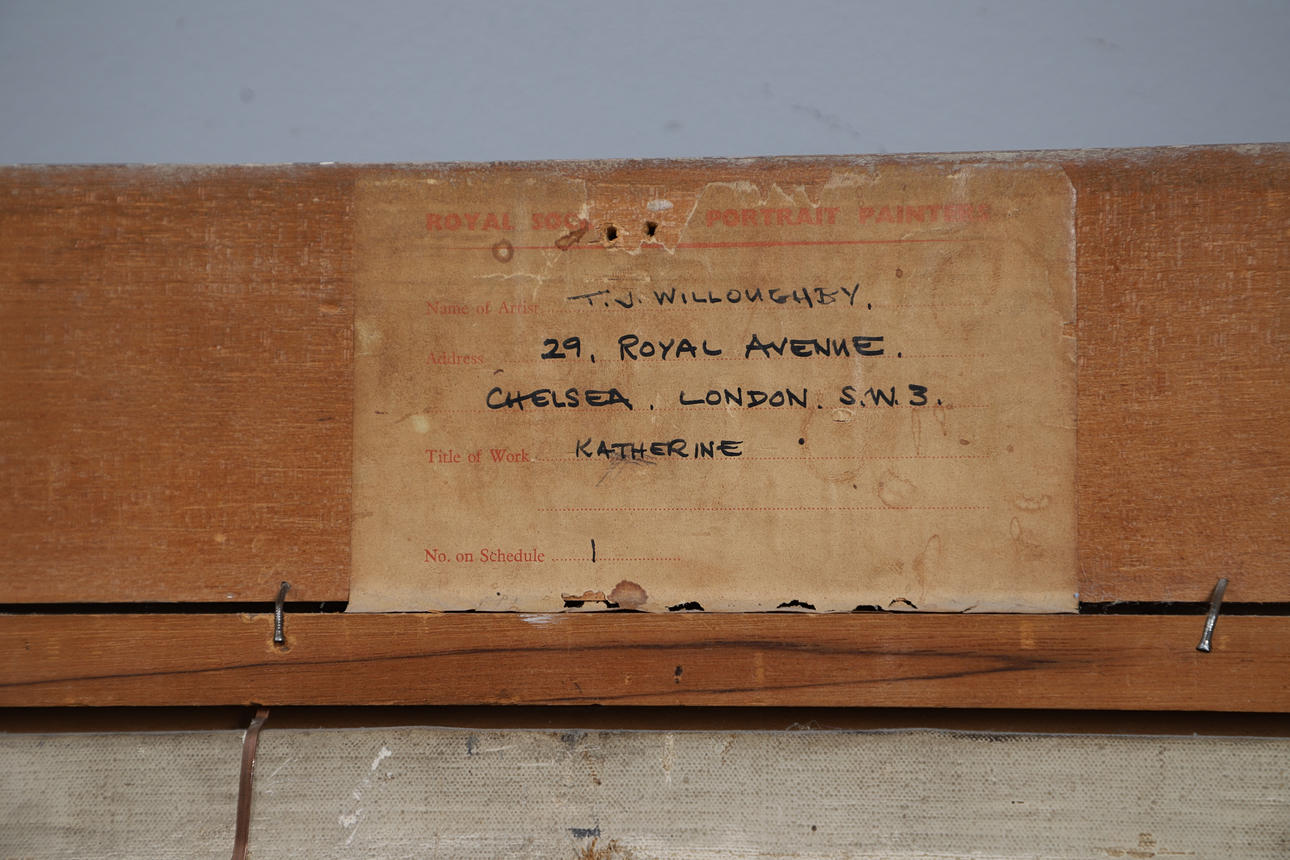 ROYAL SOC PORTRAIT PAINTERS
Name of Artist T.J. WILLOUGHBY,
Address 29, ROYAL AVENUE.
CHELSEA, LONDON. S.W.3.
Title of Work KATHERINE
No. on Schedule 1